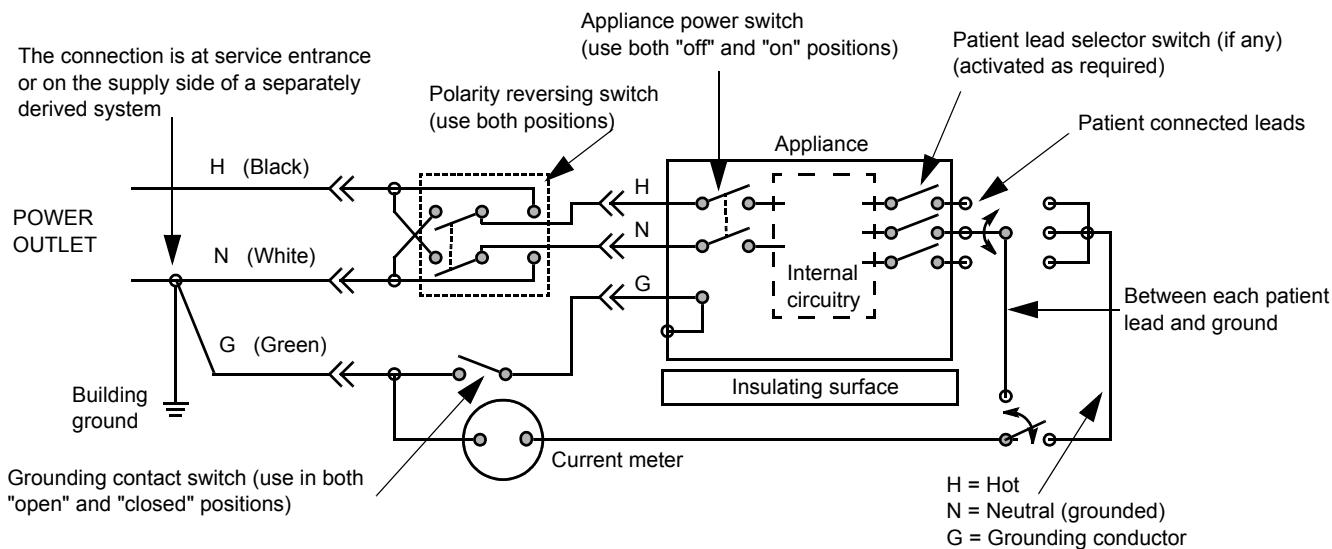 Appliance power switch
(use both "off" and "on" positions)
Patient lead selector switch (if any)
(activated as required)
The connection is at service entrance
or on the supply side of a separately
derived system
Polarity reversing switch
(use both positions)
Patient connected leads
Appliance
H (Black)
H
POWER
OUTLET
N (White)
N
Internal
circuitry
G
Between each patient
lead and ground
G (Green)
Insulating surface
Building
ground
Current meter
Grounding contact switch (use in both
"open" and "closed" positions)
H = Hot
N = Neutral (grounded)
G = Grounding conductor